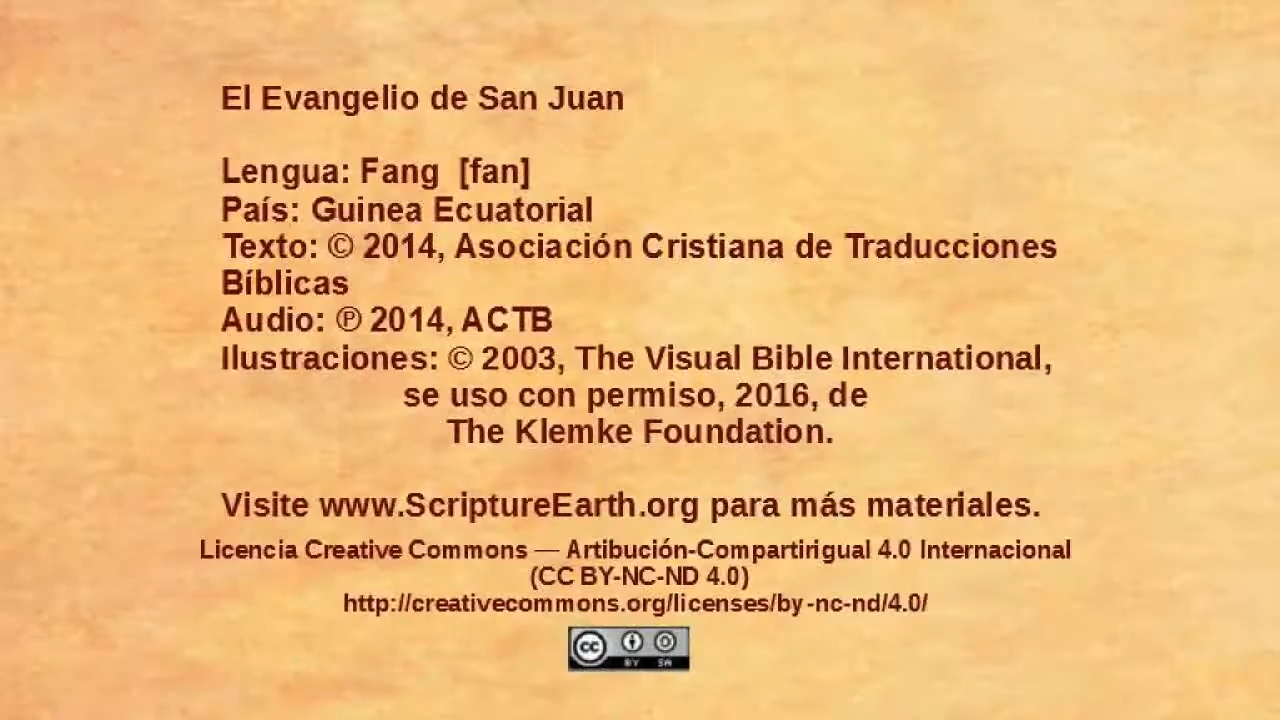 El Evangelio de San Juan
Lengua: Fang [fan]
País: Guinea Ecuatorial
Texto: © 2014, Asociación Cristiana de Traducciones
Bíblicas
Audio: ℗ 2014, ACTB
Ilustraciones: © 2003, The Visual Bible International,
se uso con permiso, 2016, de
The Klemke Foundation.
Visite www.ScriptureEarth.org para más materiales.
Licencia Creative Commons — Artibución-Compartirigual 4.0 Internacional
(CC BY-NC-ND 4.0)
http://creativecommons.org/licenses/by-nc-nd/4.0/
cc BY SA